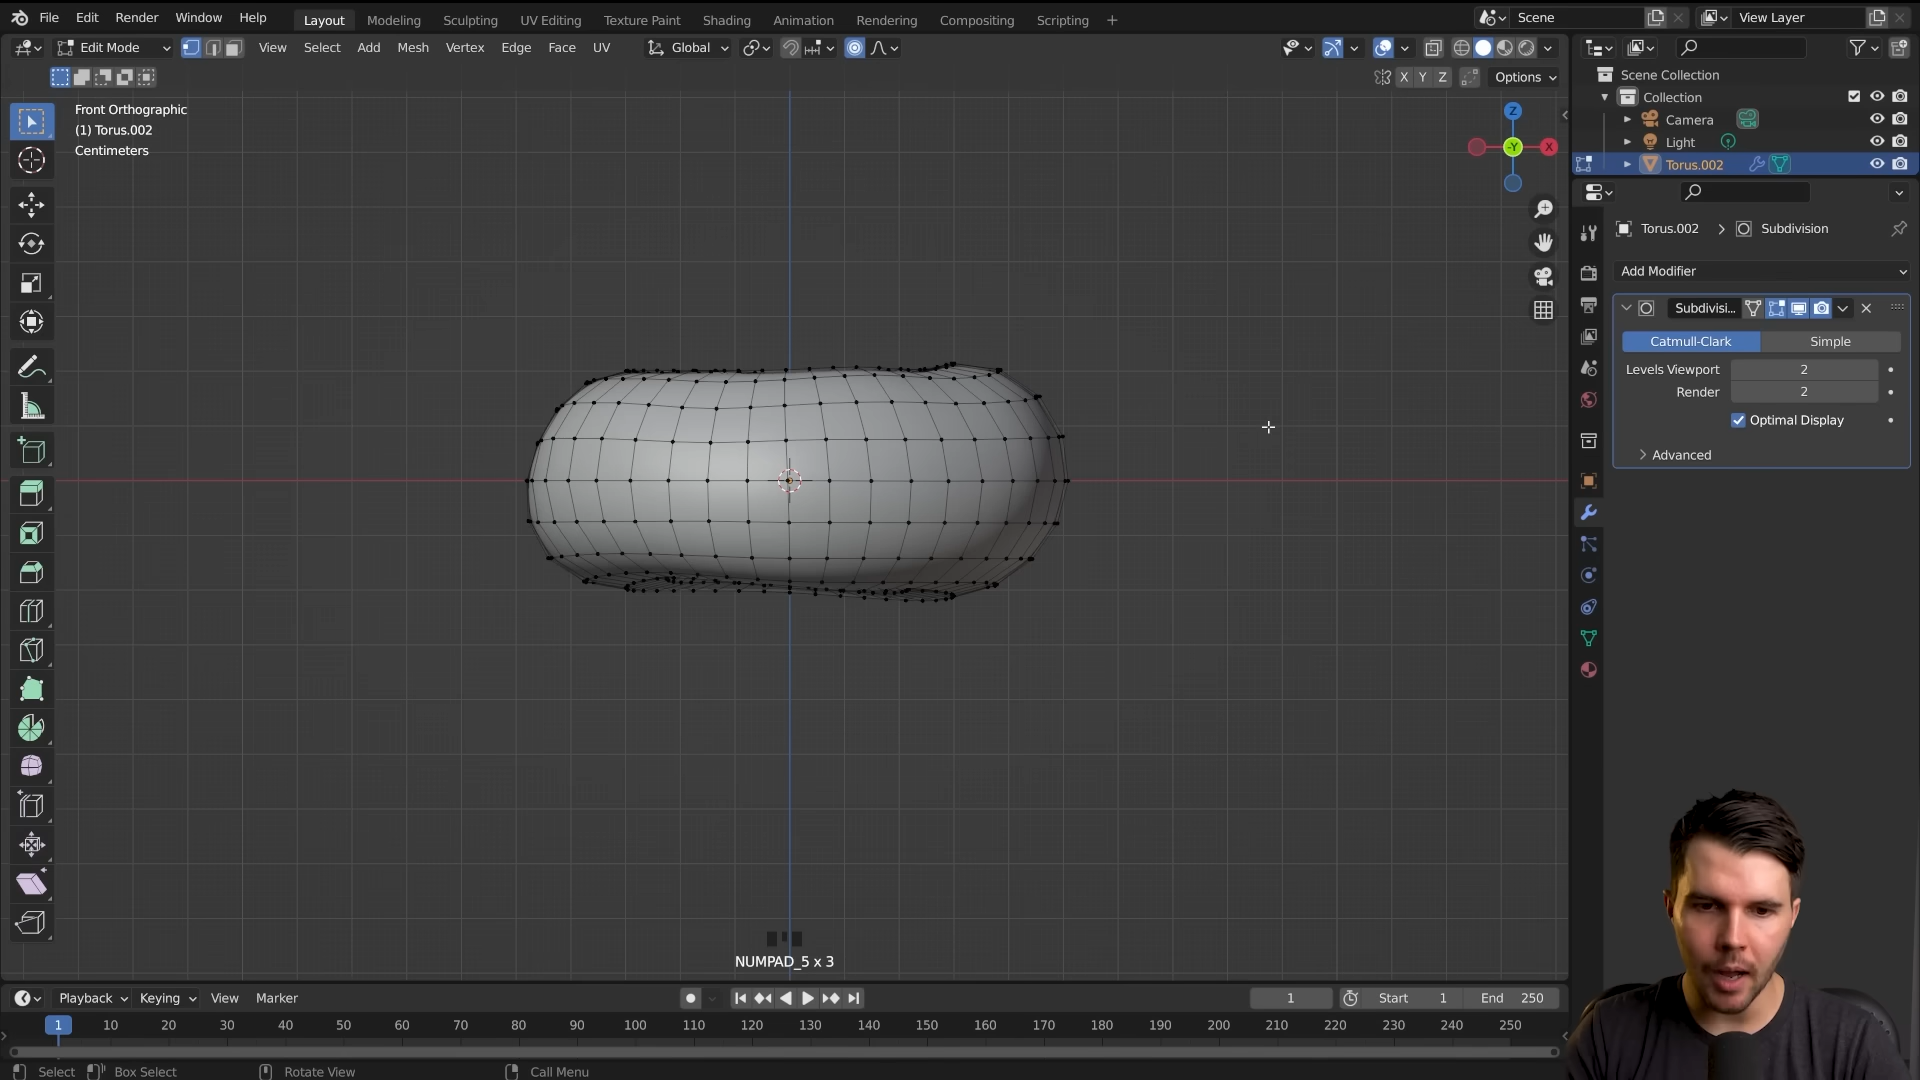 File Edit Render Window Help Layout Modeling Sculpting UV Editing Texture Paint Shading Animation Rendering Compositing Scripting + Scene View Layer
Edit Mode View Select Add Mesh Vertex Edge Face UV Global
X Y Z Options
Front Orthographic
(1) Torus.002
Centimeters
Z
-Y X
Scene Collection
Collection
Camera
Light
Torus.002
Torus.002 > Subdivision
Add Modifier
Subdivisi...
Catmull-Clark Simple
Levels Viewport 2
Render 2
Optimal Display
Advanced
NUMPAD_5 x 3
Playback Keying View Marker 1 Start 1 End 250
1 10 20 30 40 50 60 70 80 90 100 110 120 130 140 150 160 170 180 190 200 210 220 230 240 250
Select Box Select Rotate View Call Menu